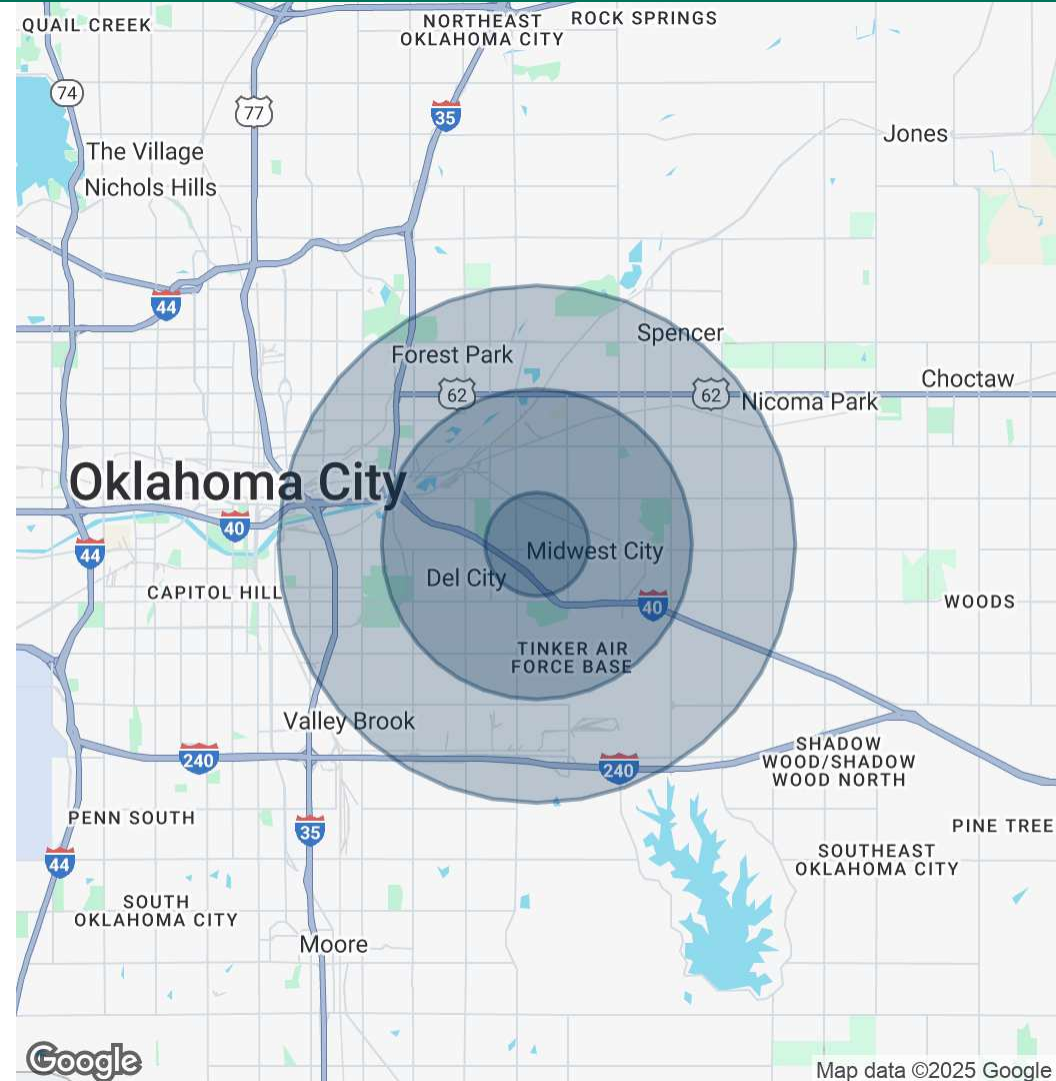 QUAIL CREEK
NORTHEAST
OKLAHOMA CITY
ROCK SPRINGS
74
77
35
Jones
The Village
Nichols Hills
44
Spencer
Forest Park
62
62
Choctaw
Nicoma Park
Oklahoma City
40
44
Midwest City
Del City
CAPITOL HILL
40
WOODS
TINKER AIR
FORCE BASE
Valley Brook
240
240
SHADOW
WOOD/SHADOW
WOOD NORTH
PENN SOUTH
35
PINE TREE
44
SOUTHEAST
OKLAHOMA CITY
SOUTH
OKLAHOMA CITY
Moore
Google
Map data ©2025 Google